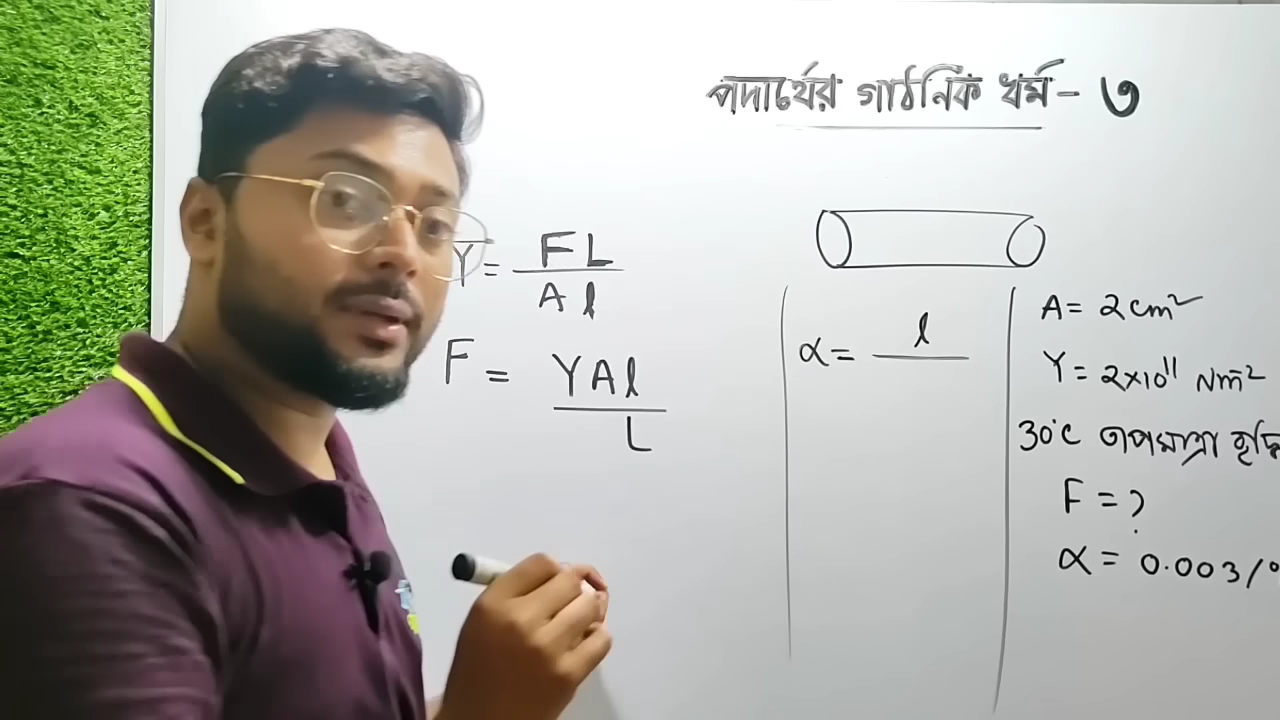 পদার্থের গাঠনিক ধর্ম - ৩
Y = FL
Al
F = YAl
L
α = l
A = 2 cm²
Y = 2×10¹¹ Nm⁻²
30°C তাপমাত্রা বৃদ্ধি
F = ?
α = 0.003/°